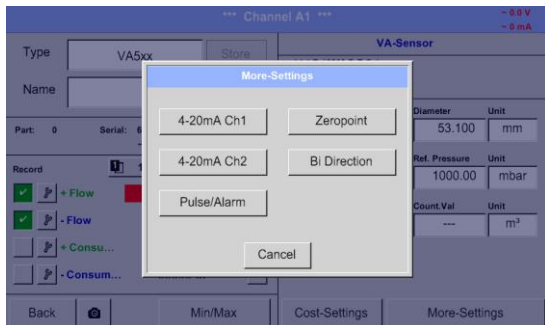 *** Channel A1 ***
~ 0.0 V
~ 0 mA
Type
VA5xx
Store
VA-Sensor
Name
More-Settings
4-20mA Ch1
Zeropoint
4-20mA Ch2
Bi Direction
Pulse/Alarm
Cancel
Part: 0 Serial: 6
Diameter Unit
53.100 mm
Record
Ref. Pressure Unit
1000.00 mbar
+ Flow
Count.Val Unit
--- m³
- Flow
+ Consu...
- Consum...
Back
Min/Max
Cost-Settings
More-Settings